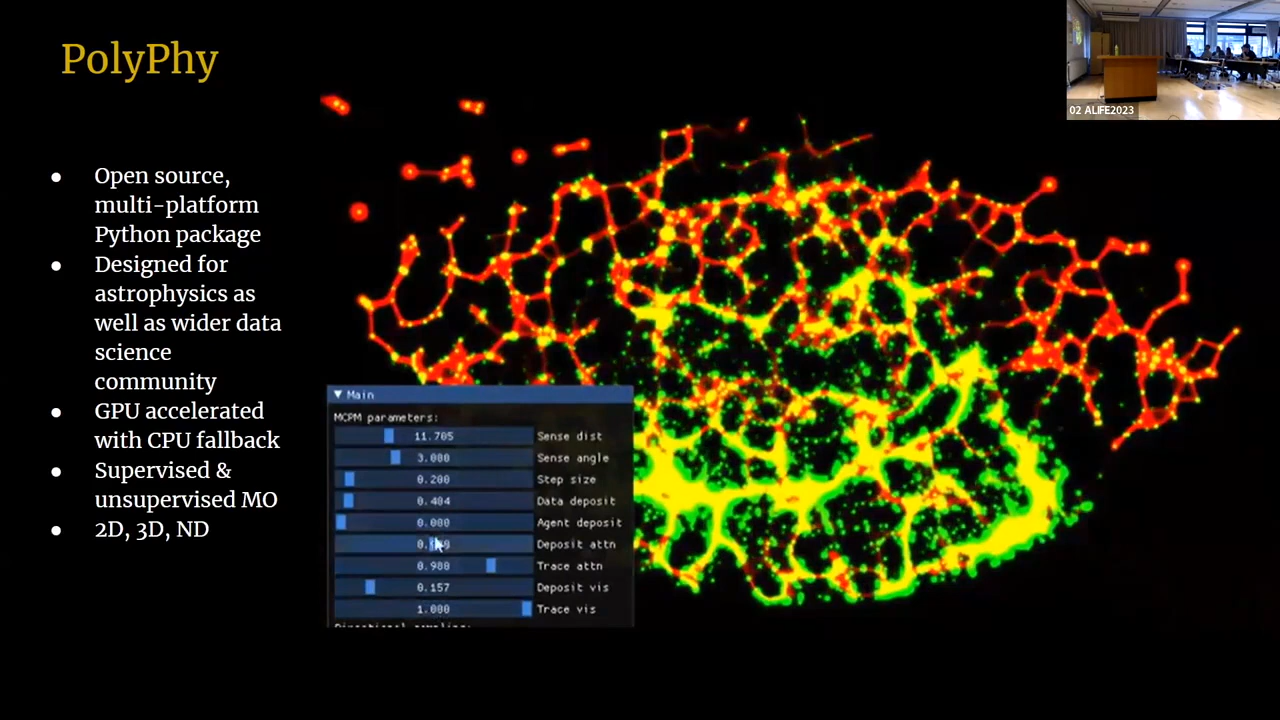 PolyPhy
02 ALIFE2023
● Open source,
multi-platform
Python package
● Designed for
astrophysics as
well as wider data
science
community
● GPU accelerated
with CPU fallback
● Supervised &
unsupervised MO
● 2D, 3D, ND
▼ Main
MCPM parameters:
11.705 Sense dist
3.000 Sense angle
0.200 Step size
0.404 Data deposit
0.000 Agent deposit
Deposit attn
0.980 Trace attn
0.157 Deposit vis
1.000 Trace vis